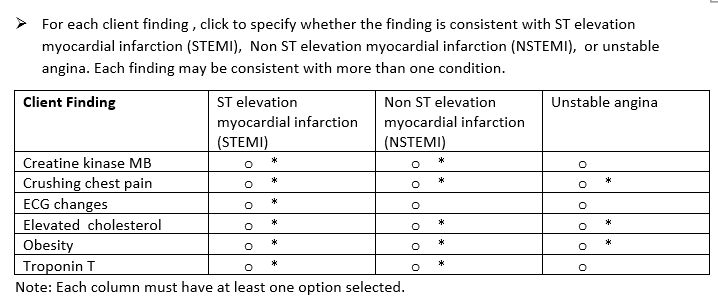 ➢ For each client finding , click to specify whether the finding is consistent with ST elevation
myocardial infarction (STEMI), Non ST elevation myocardial infarction (NSTEMI), or unstable
angina. Each finding may be consistent with more than one condition.
Client Finding ST elevation myocardial infarction (STEMI) Non ST elevation myocardial infarction (NSTEMI) Unstable angina
Creatine kinase MB o * o * o
Crushing chest pain o * o * o *
ECG changes o * o o
Elevated cholesterol o * o * o *
Obesity o * o * o *
Troponin T o * o * o
Note: Each column must have at least one option selected.